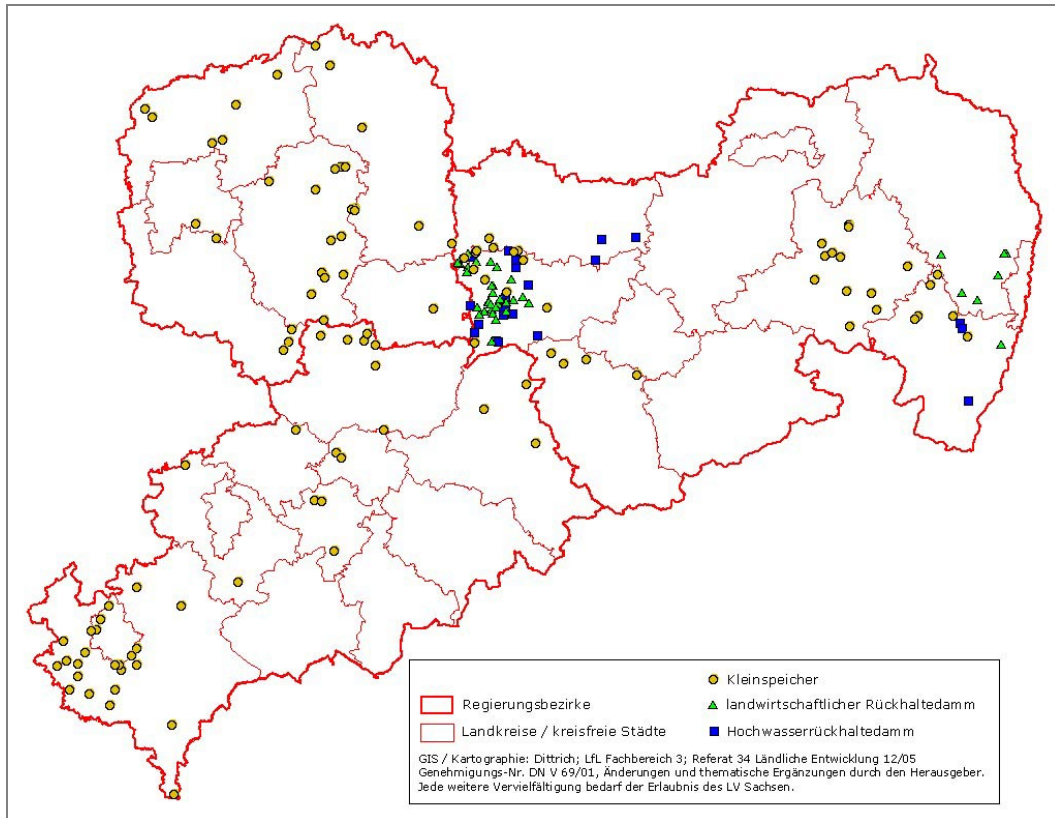 Kleinspeicher
Regierungsbezirke
landwirtschaftlicher Rückhaltedamm
Landkreise / kreisfreie Städte
Hochwasserrückhaltedamm
GIS / Kartographie: Dittrich; LfL Fachbereich 3; Referat 34 Ländliche Entwicklung 12/05
Genehmigungs-Nr. DN V 69/01, Änderungen und thematische Ergänzungen durch den Herausgeber.
Jede weitere Vervielfältigung bedarf der Erlaubnis des LV Sachsen.